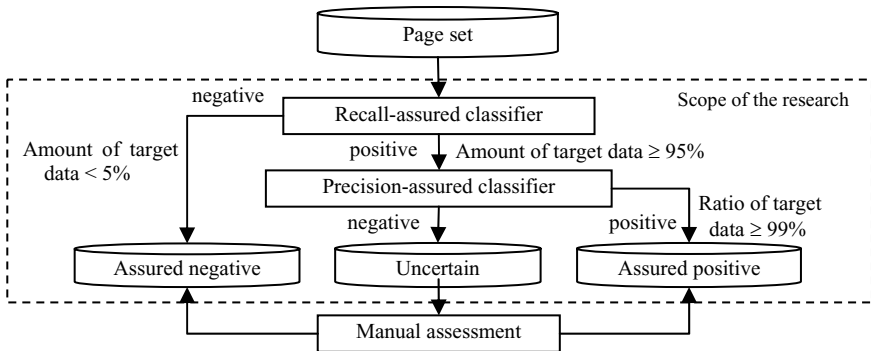 Page set
Scope of the research
negative
Recall-assured classifier
Amount of target
data < 5%
positive
Amount of target data ≥ 95%
Precision-assured classifier
negative
positive
Ratio of target
data ≥ 99%
Assured negative
Uncertain
Assured positive
Manual assessment